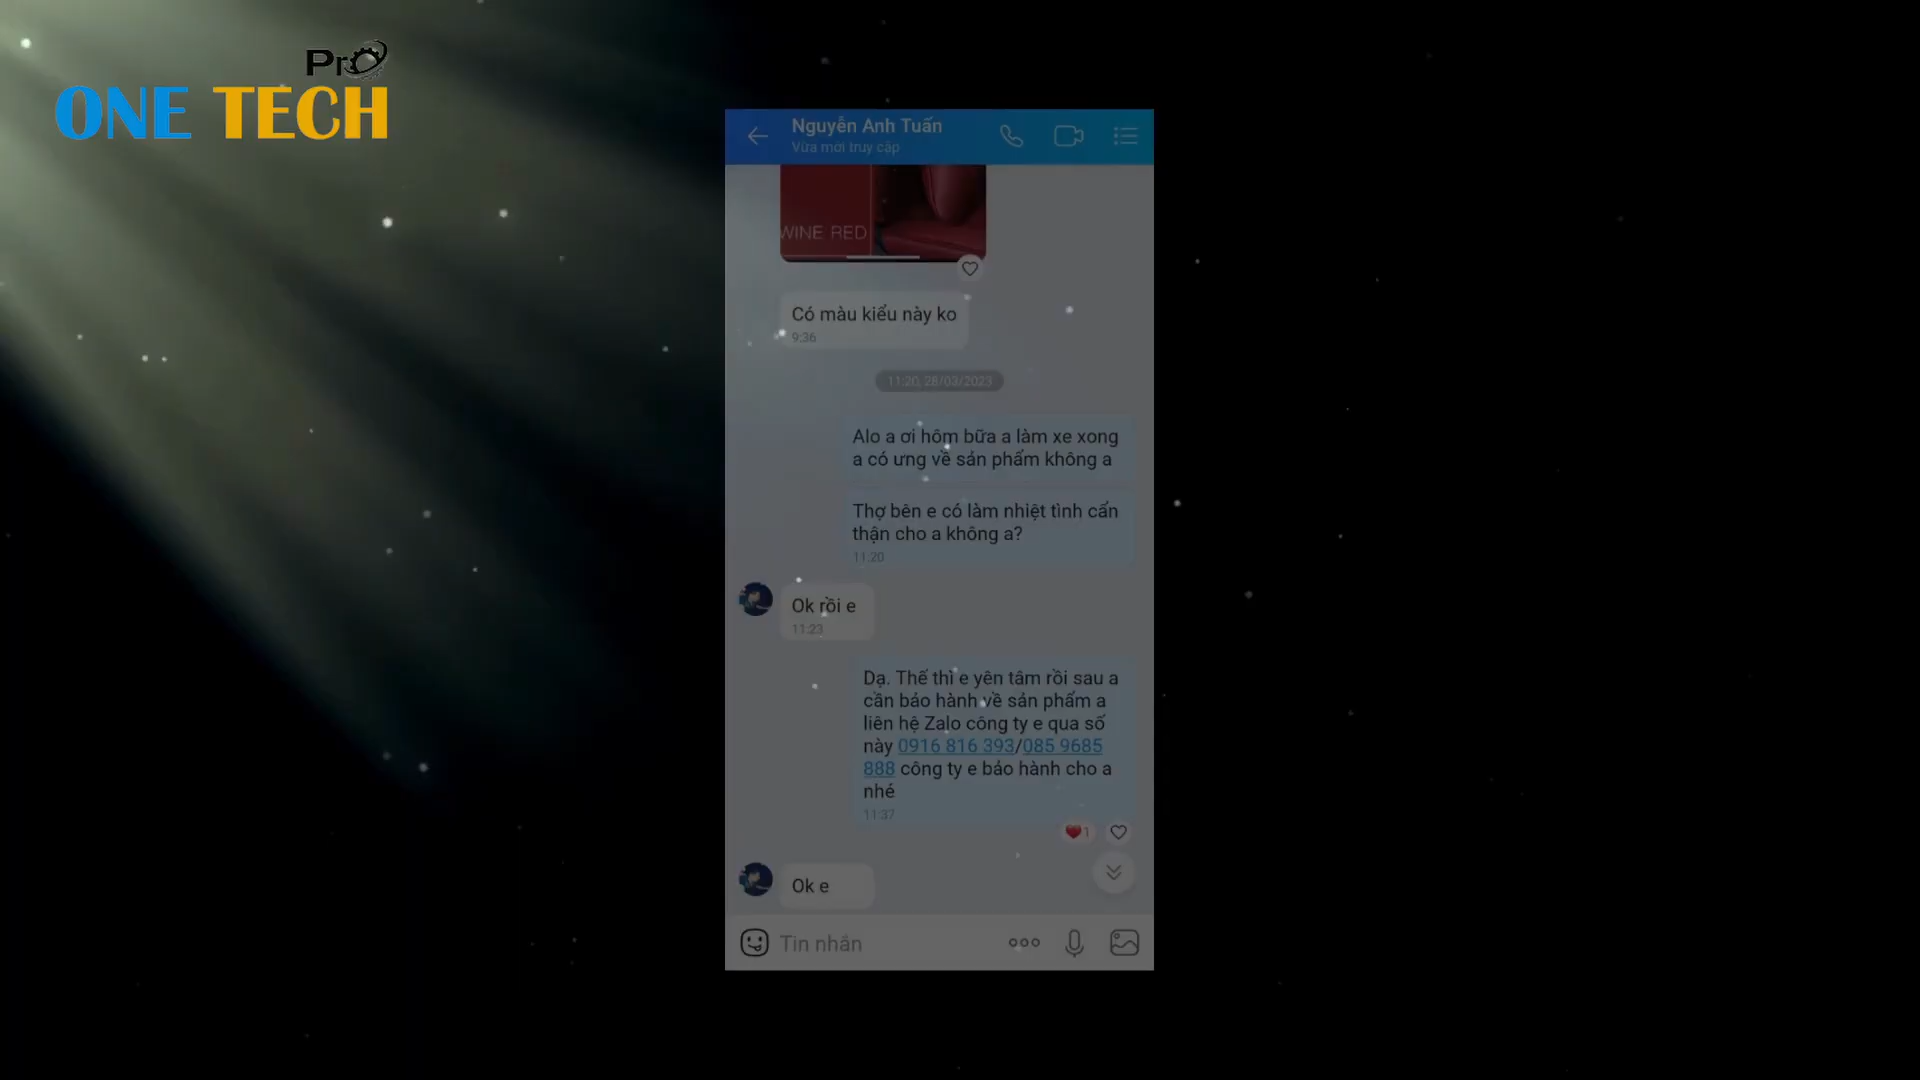 Pro
ONE TECH
Nguyễn Anh Tuấn
Vừa mới truy cập
WINE RED
Có màu kiểu này ko
9:36
11:20, 28/03/2023
Alo a ơi hôm bữa a làm xe xong
a có ưng về sản phẩm không a
Thợ bên e có làm nhiệt tình cẩn
thận cho a không a?
11:20
Ok rồi e
11:23
Dạ. Thế thì e yên tâm rồi sau a
cần bảo hành về sản phẩm a
liên hệ Zalo công ty e qua số
này 0916 816 393/085 9685
888 công ty e bảo hành cho a
nhé
11:37
1
Ok e
Tin nhắn